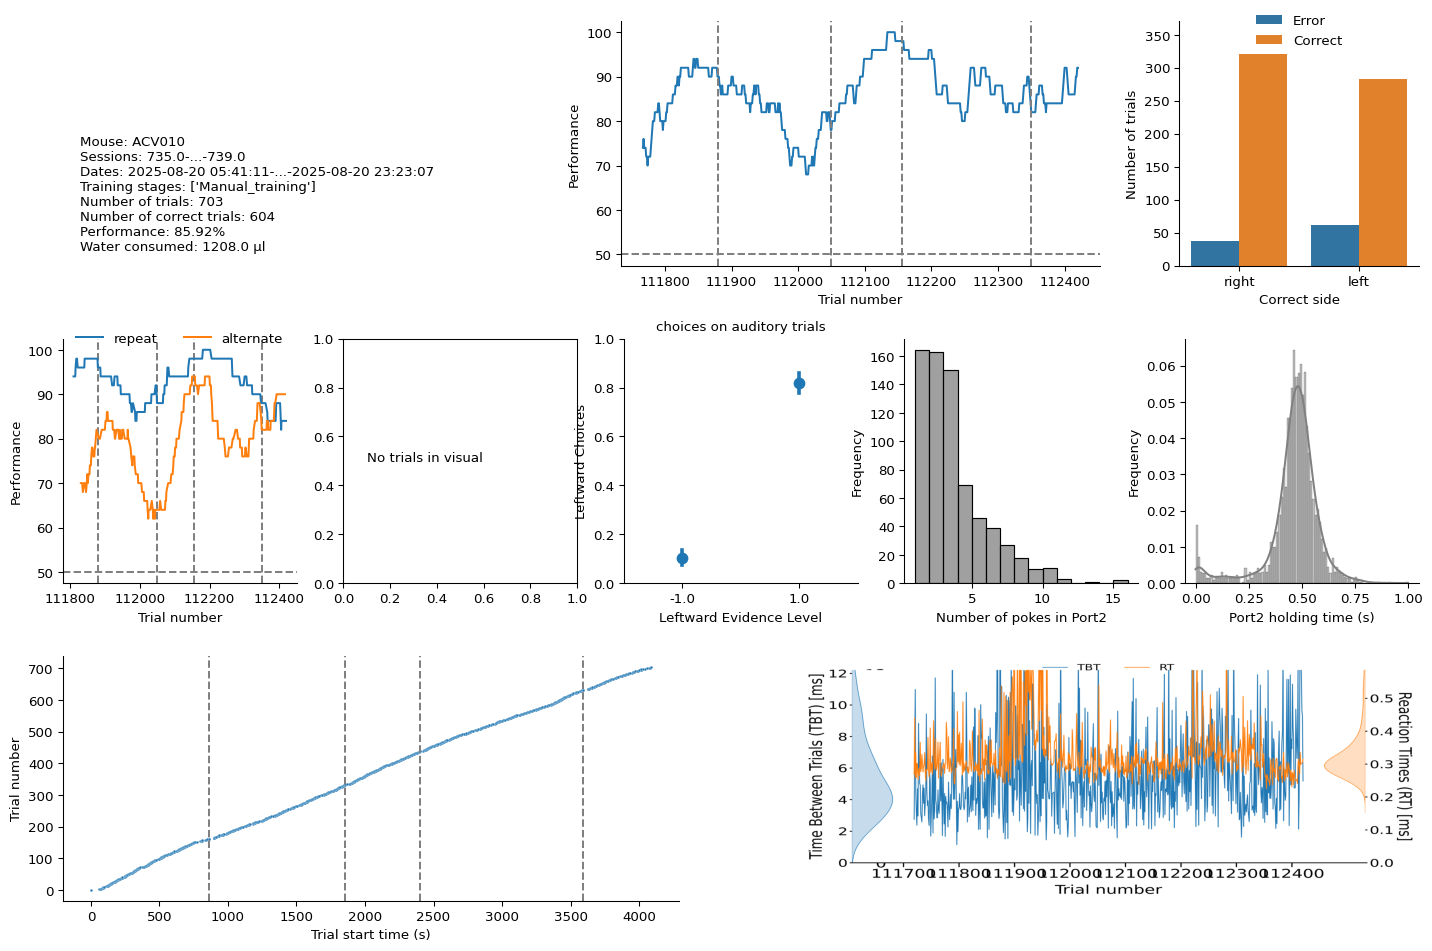 Mouse: ACV010
Sessions: 735.0-...-739.0
Dates: 2025-08-20 05:41:11-...-2025-08-20 23:23:07
Training stages: ['Manual_training']
Number of trials: 703
Number of correct trials: 604
Performance: 85.92%
Water consumed: 1208.0 µl
100
90
80
70
60
50
Performance
111800 111900 112000 112100 112200 112300 112400
Trial number
Error
Correct
350
300
250
200
150
100
50
0
Number of trials
right left
Correct side
repeat alternate
100
90
80
70
60
50
Performance
111800 112000 112200 112400
Trial number
1.0
0.8
0.6
0.4
0.2
0.0
No trials in visual
0.0 0.2 0.4 0.6 0.8 1.0
choices on auditory trials
1.0
0.8
0.6
0.4
0.2
0.0
Leftward Choices
-1.0 1.0
Leftward Evidence Level
160
140
120
100
80
60
40
20
0
Frequency
5 10 15
Number of pokes in Port2
0.06
0.05
0.04
0.03
0.02
0.01
0.00
Frequency
0.00 0.25 0.50 0.75 1.00
Port2 holding time (s)
700
600
500
400
300
200
100
0
Trial number
0 500 1000 1500 2000 2500 3000 3500 4000
Trial start time (s)
TBT RT
12
10
8
6
4
2
0
Time Between Trials (TBT) [ms]
0.5
0.4
0.3
0.2
0.1
0.0
Reaction Times (RT) [ms]
111700 111800 111900 112000 112100 112200 112300 112400
Trial number